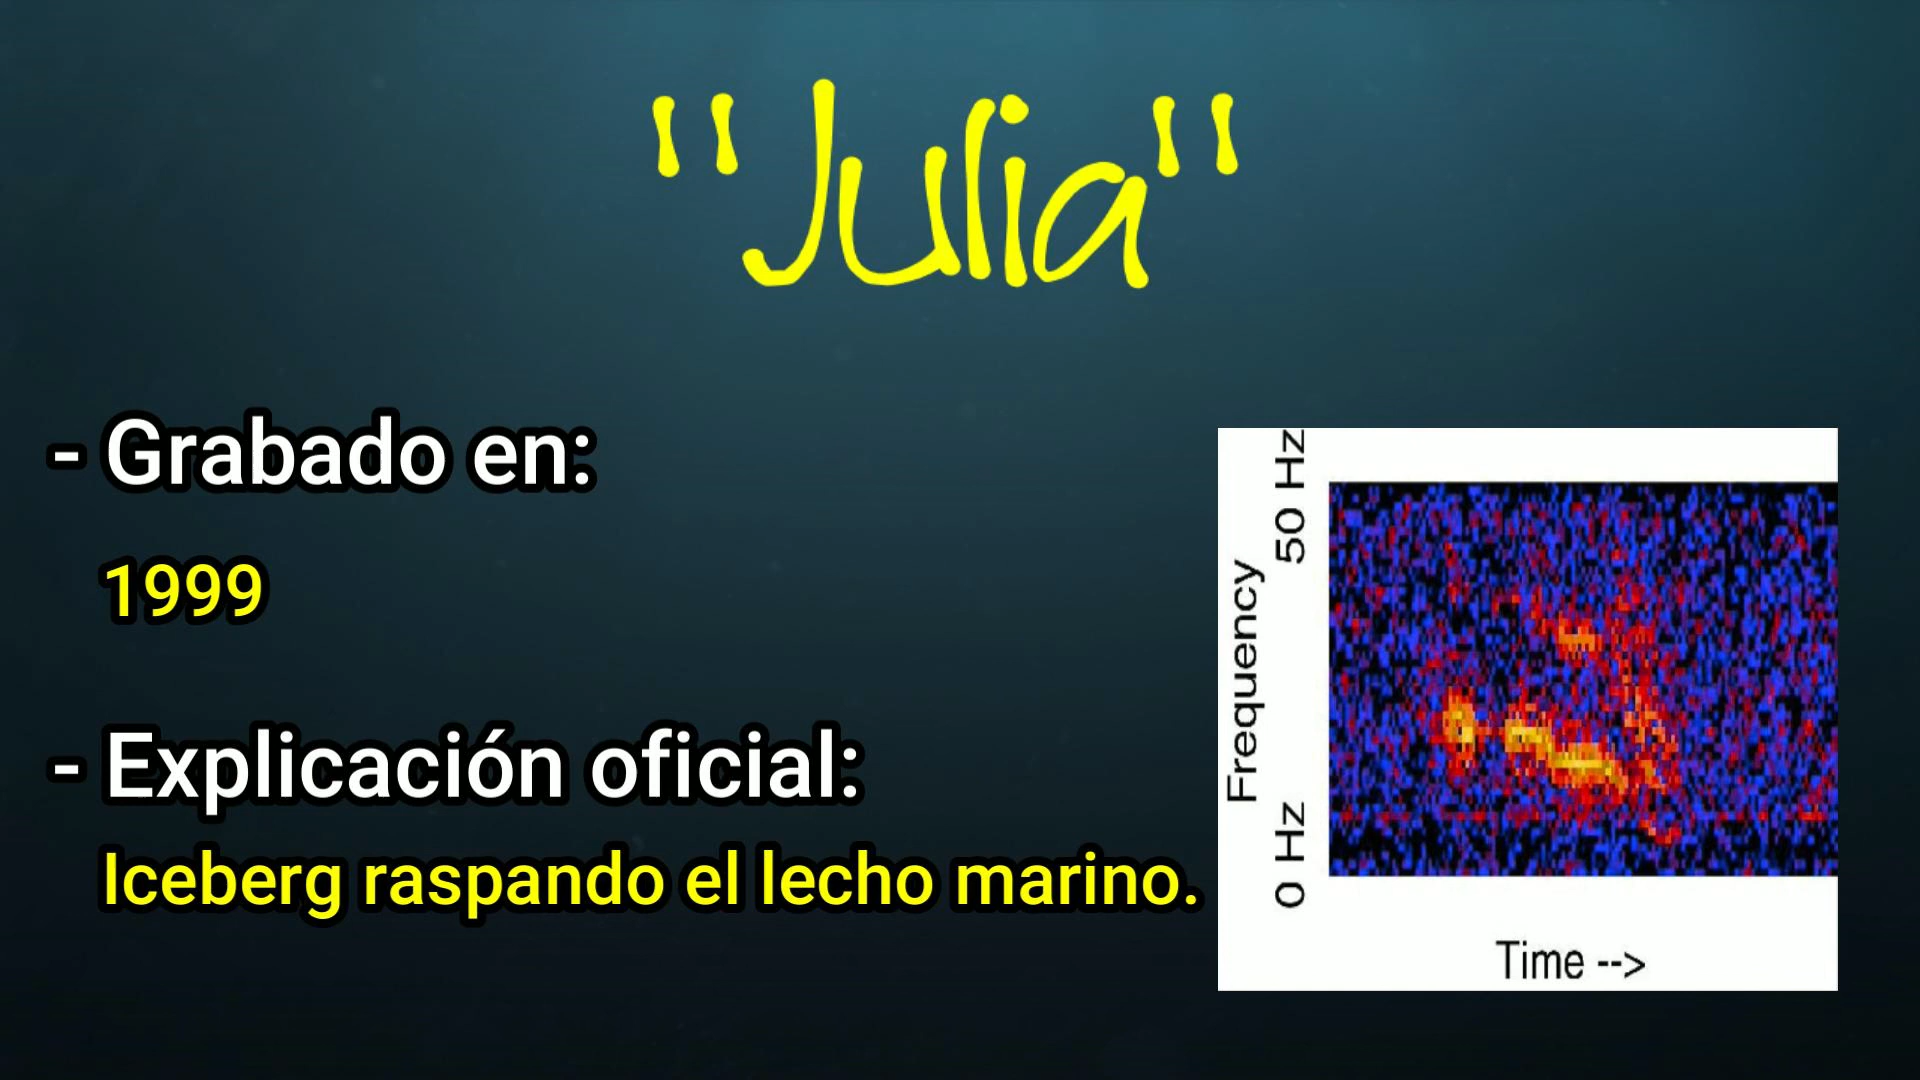 "Julia"
- Grabado en:
1999
- Explicación oficial:
Iceberg raspando el lecho marino.
50 Hz
Frequency
0 Hz
Time -->